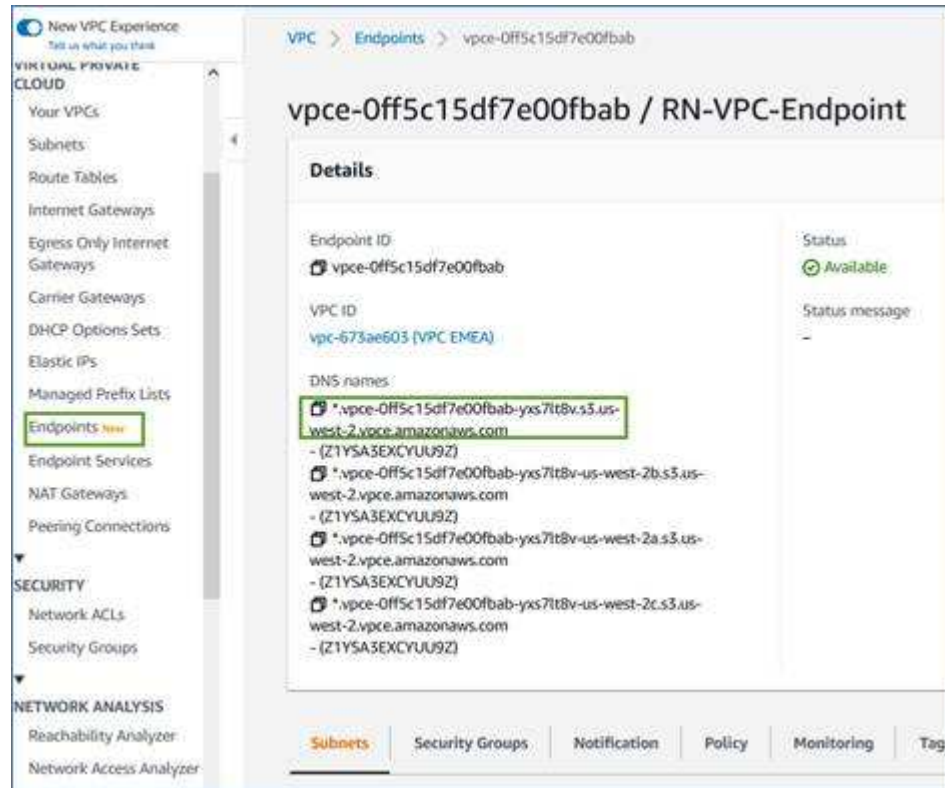 New VPC Experience
Tell us what you think
VIRTUAL PRIVATE
CLOUD
Your VPCs
Subnets
Route Tables
Internet Gateways
Egress Only Internet
Gateways
Carrier Gateways
DHCP Options Sets
Elastic IPs
Managed Prefix Lists
Endpoints New
Endpoint Services
NAT Gateways
Peering Connections
SECURITY
Network ACLs
Security Groups
NETWORK ANALYSIS
Reachability Analyzer
Network Access Analyzer
VPC > Endpoints > vpce-0ff5c15df7e00fbab
vpce-0ff5c15df7e00fbab / RN-VPC-Endpoint
Details
Endpoint ID
vpce-0ff5c15df7e00fbab
VPC ID
vpc-673ae603 (VPC EMEA)
DNS names
*.vpce-0ff5c15df7e00fbab-yxs7lt8v.s3.us-
west-2.vpce.amazonaws.com
- (Z1YSA3EXCYUU9Z)
*.vpce-0ff5c15df7e00fbab-yxs7lt8v-us-west-2b.s3.us-
west-2.vpce.amazonaws.com
- (Z1YSA3EXCYUU9Z)
*.vpce-0ff5c15df7e00fbab-yxs7lt8v-us-west-2a.s3.us-
west-2.vpce.amazonaws.com
- (Z1YSA3EXCYUU9Z)
*.vpce-0ff5c15df7e00fbab-yxs7lt8v-us-west-2c.s3.us-
west-2.vpce.amazonaws.com
- (Z1YSA3EXCYUU9Z)
Status
Available
Status message
-
Subnets Security Groups Notification Policy Monitoring Tag